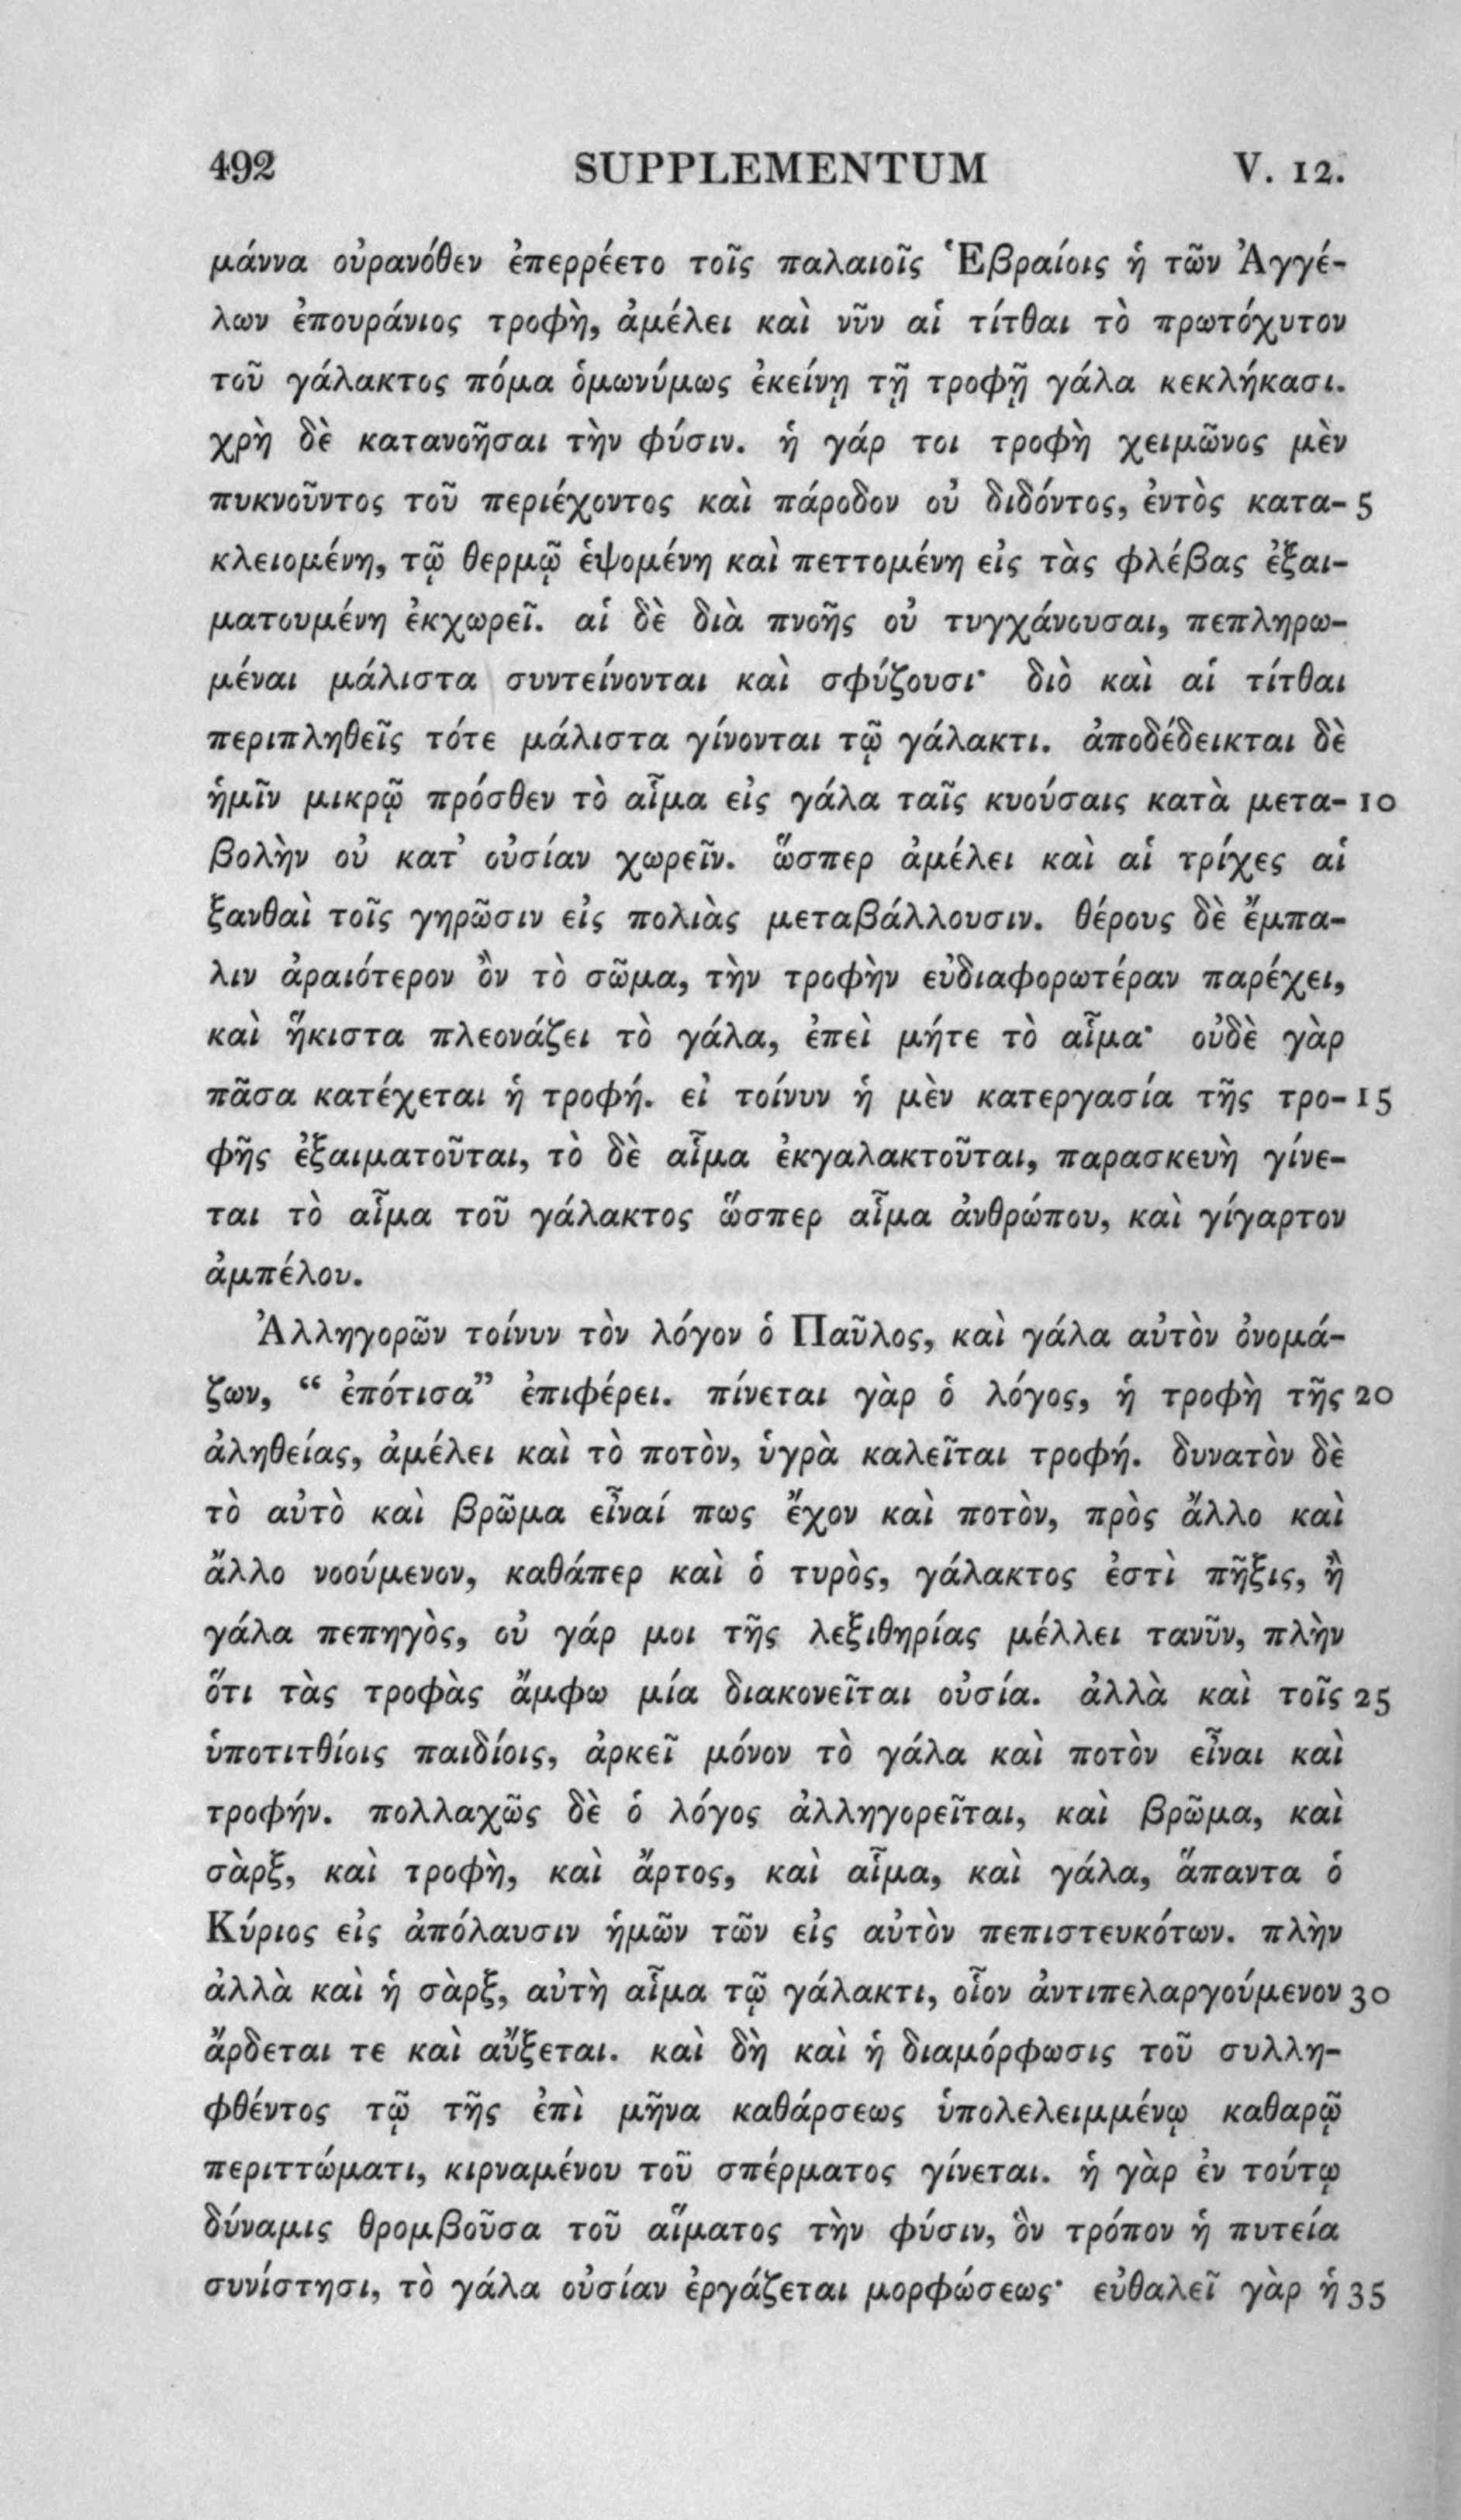 492 SUPPLEMENTUM V. 12.
μάννα οὐρανόθεν ἐπερρέετο τοῖς παλαιοῖς Ἑβραίοις ἡ τῶν Ἀγγέ-
λων ἐπουράνιος τροφὴ, ἀμέλει καὶ νῦν αἱ τίτθαι τὸ πρωτόχυτον
τοῦ γάλακτος πόμα ὁμωνύμως ἐκείνῃ τῇ τροφῇ γάλα κεκλήκασι.
χρὴ δὲ κατανοῆσαι τὴν φύσιν. ἡ γάρ τοι τροφὴ χειμῶνος μὲν
πυκνοῦντος τοῦ περιέχοντος καὶ πάροδον οὐ διδόντος, ἐντὸς κατα- 5
κλειομένη, τῷ θερμῷ ἑψομένη καὶ πεττομένη εἰς τὰς φλέβας ἐξαι-
ματουμένη ἐκχωρεῖ. αἱ δὲ διὰ πνοῆς οὐ τυγχάνουσαι, πεπληρω-
μέναι μάλιστα συντείνονται καὶ σφύζουσι· διὸ καὶ αἱ τίτθαι
περιπληθεῖς τότε μάλιστα γίνονται τῷ γάλακτι. ἀποδέδεικται δὲ
ἡμῖν μικρῷ πρόσθεν τὸ αἷμα εἰς γάλα ταῖς κυούσαις κατὰ μετα- 10
βολὴν οὐ κατ᾽ οὐσίαν χωρεῖν. ὥσπερ ἀμέλει καὶ αἱ τρίχες αἱ
ξανθαὶ τοῖς γηρῶσιν εἰς πολιὰς μεταβάλλουσιν. θέρους δὲ ἔμπα-
λιν ἀραιότερον ὂν τὸ σῶμα, τὴν τροφὴν εὐδιαφορωτέραν παρέχει,
καὶ ἥκιστα πλεονάζει τὸ γάλα, ἐπεὶ μήτε τὸ αἷμα· οὐδὲ γὰρ
πᾶσα κατέχεται ἡ τροφή. εἰ τοίνυν ἡ μὲν κατεργασία τῆς τρο- 15
φῆς ἐξαιματοῦται, τὸ δὲ αἷμα ἐκγαλακτοῦται, παρασκευὴ γίνε-
ται τὸ αἷμα τοῦ γάλακτος ὥσπερ αἷμα ἀνθρώπου, καὶ γίγαρτον
ἀμπέλου.
Ἀλληγορῶν τοίνυν τὸν λόγον ὁ Παῦλος, καὶ γάλα αὐτὸν ὀνομά-
ζων, “ ἐπότισα” ἐπιφέρει. πίνεται γὰρ ὁ λόγος, ἡ τροφὴ τῆς 20
ἀληθείας, ἀμέλει καὶ τὸ ποτὸν, ὑγρὰ καλεῖται τροφή. δυνατὸν δὲ
τὸ αὐτὸ καὶ βρῶμα εἶναί πως ἔχον καὶ ποτὸν, πρὸς ἄλλο καὶ
ἄλλο νοούμενον, καθάπερ καὶ ὁ τυρὸς, γάλακτος ἐστὶ πῆξις, ἢ
γάλα πεπηγὸς, οὐ γάρ μοι τῆς λεξιθηρίας μέλλει τανῦν, πλὴν
ὅτι τὰς τροφὰς ἄμφω μία διακονεῖται οὐσία. ἀλλὰ καὶ τοῖς 25
ὑποτιτθίοις παιδίοις, ἀρκεῖ μόνον τὸ γάλα καὶ ποτὸν εἶναι καὶ
τροφήν. πολλαχῶς δὲ ὁ λόγος ἀλληγορεῖται, καὶ βρῶμα, καὶ
σὰρξ, καὶ τροφὴ, καὶ ἄρτος, καὶ αἷμα, καὶ γάλα, ἅπαντα ὁ
Κύριος εἰς ἀπόλαυσιν ἡμῶν τῶν εἰς αὐτὸν πεπιστευκότων. πλὴν
ἀλλὰ καὶ ἡ σὰρξ, αὐτὴ αἷμα τῷ γάλακτι, οἷον ἀντιπελαργούμενον 30
ἄρδεται τε καὶ αὔξεται. καὶ δὴ καὶ ἡ διαμόρφωσις τοῦ συλλη-
φθέντος τῷ τῆς ἐπὶ μῆνα καθάρσεως ὑπολελειμμένῳ καθαρῷ
περιττώματι, κιρναμένου τοῦ σπέρματος γίνεται. ἡ γὰρ ἐν τούτῳ
δύναμις θρομβοῦσα τοῦ αἵματος τὴν φύσιν, ὃν τρόπον ἡ πυτεία
συνίστησι, τὸ γάλα οὐσίαν ἐργάζεται μορφώσεως· εὐθαλεῖ γὰρ ἡ 35